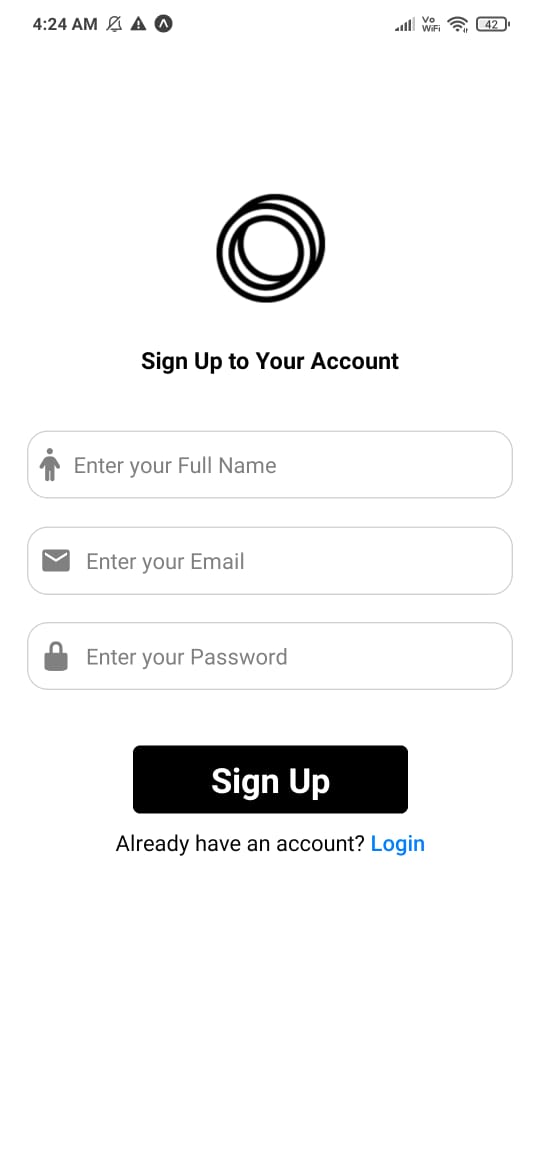 4:24 AM Vo WiFi 42
Sign Up to Your Account
Enter your Full Name
Enter your Email
Enter your Password
Sign Up
Already have an account? Login